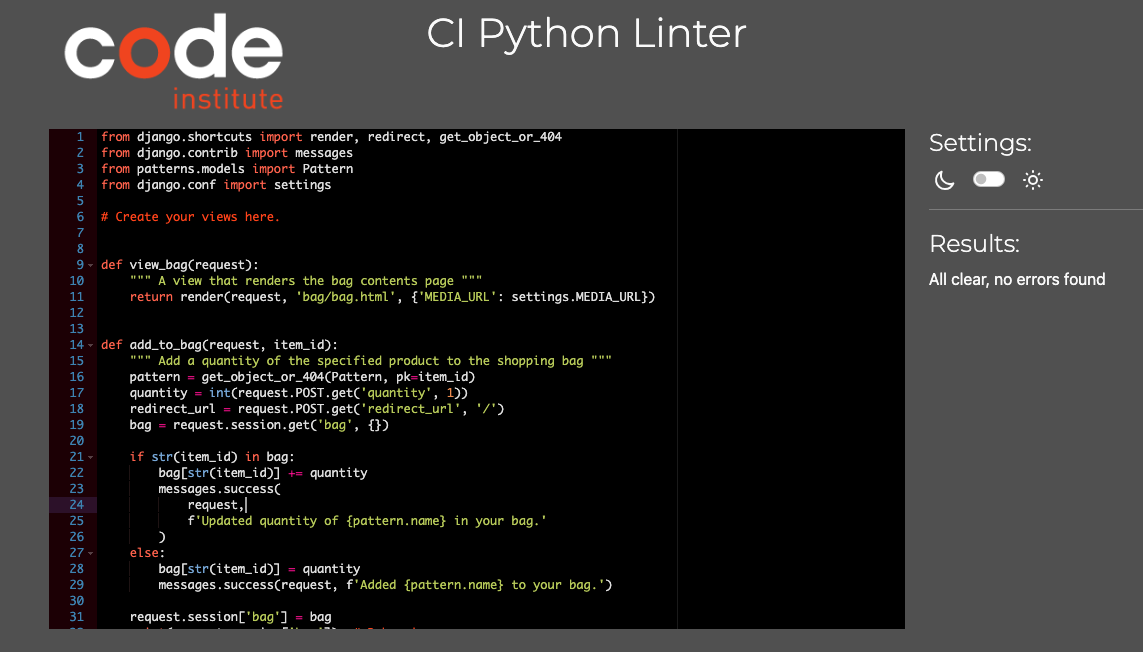 code
institute
CI Python Linter
1 from django.shortcuts import render, redirect, get_object_or_404
2 from django.contrib import messages
3 from patterns.models import Pattern
4 from django.conf import settings
5
6 # Create your views here.
7
8
9 def view_bag(request):
10     """ A view that renders the bag contents page """
11     return render(request, 'bag/bag.html', {'MEDIA_URL': settings.MEDIA_URL})
12
13
14 def add_to_bag(request, item_id):
15     """ Add a quantity of the specified product to the shopping bag """
16     pattern = get_object_or_404(Pattern, pk=item_id)
17     quantity = int(request.POST.get('quantity', 1))
18     redirect_url = request.POST.get('redirect_url', '/')
19     bag = request.session.get('bag', {})
20
21     if str(item_id) in bag:
22         bag[str(item_id)] += quantity
23         messages.success(
24             request,
25             f'Updated quantity of {pattern.name} in your bag.'
26         )
27     else:
28         bag[str(item_id)] = quantity
29         messages.success(request, f'Added {pattern.name} to your bag.')
30
31     request.session['bag'] = bag
Settings:
Results:
All clear, no errors found